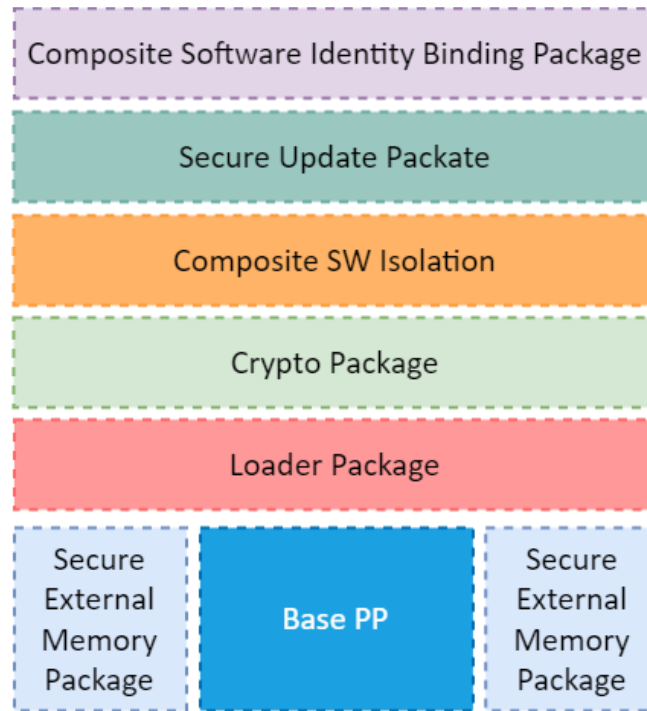 Composite Software Identity Binding Package
Secure Update Packate
Composite SW Isolation
Crypto Package
Loader Package
Secure
External
Memory
Package
Base PP
Secure
External
Memory
Package